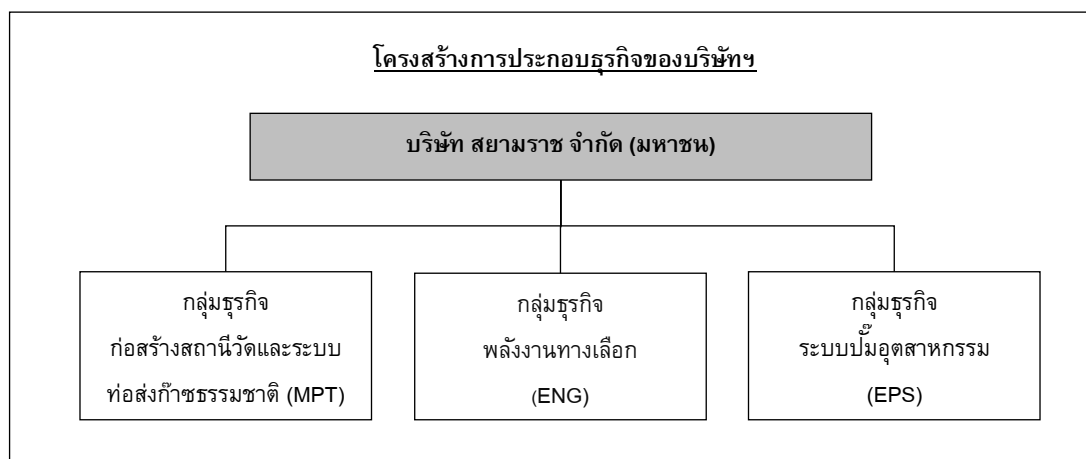 โครงสร้างการประกอบธุรกิจของบริษัทฯ
บริษัท สยามราช จำกัด (มหาชน)
กลุ่มธุรกิจ
ก่อสร้างสถานีวัดและระบบ
ท่อส่งก๊าซธรรมชาติ (MPT)
กลุ่มธุรกิจ
พลังงานทางเลือก
(ENG)
กลุ่มธุรกิจ
ระบบปั๊มอุตสาหกรรม
(EPS)